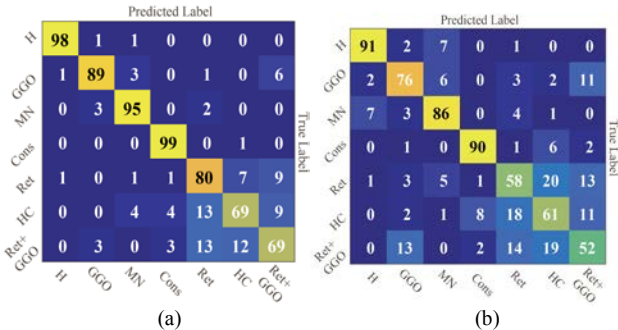 Predicted Label
H 98 1 1 0 0 0 0
GGO 1 89 3 0 1 0 6
MN 0 3 95 0 2 0 0
Cons 0 0 0 99 0 1 0
Ret 1 0 1 1 80 7 9
HC 0 0 4 4 13 69 9
Ret+ GGO 0 3 0 3 13 12 69
H GGO MN Cons Ret HC Ret+ GGO
True Label
(a)
Predicted Label
H 91 2 7 0 1 0 0
GGO 2 76 6 0 3 2 11
MN 7 3 86 0 4 1 0
Cons 0 1 0 90 1 6 2
Ret 1 3 5 1 58 20 13
HC 0 2 1 8 18 61 11
Ret+ GGO 0 13 0 2 14 19 52
H GGO MN Cons Ret HC Ret+ GGO
True Label
(b)